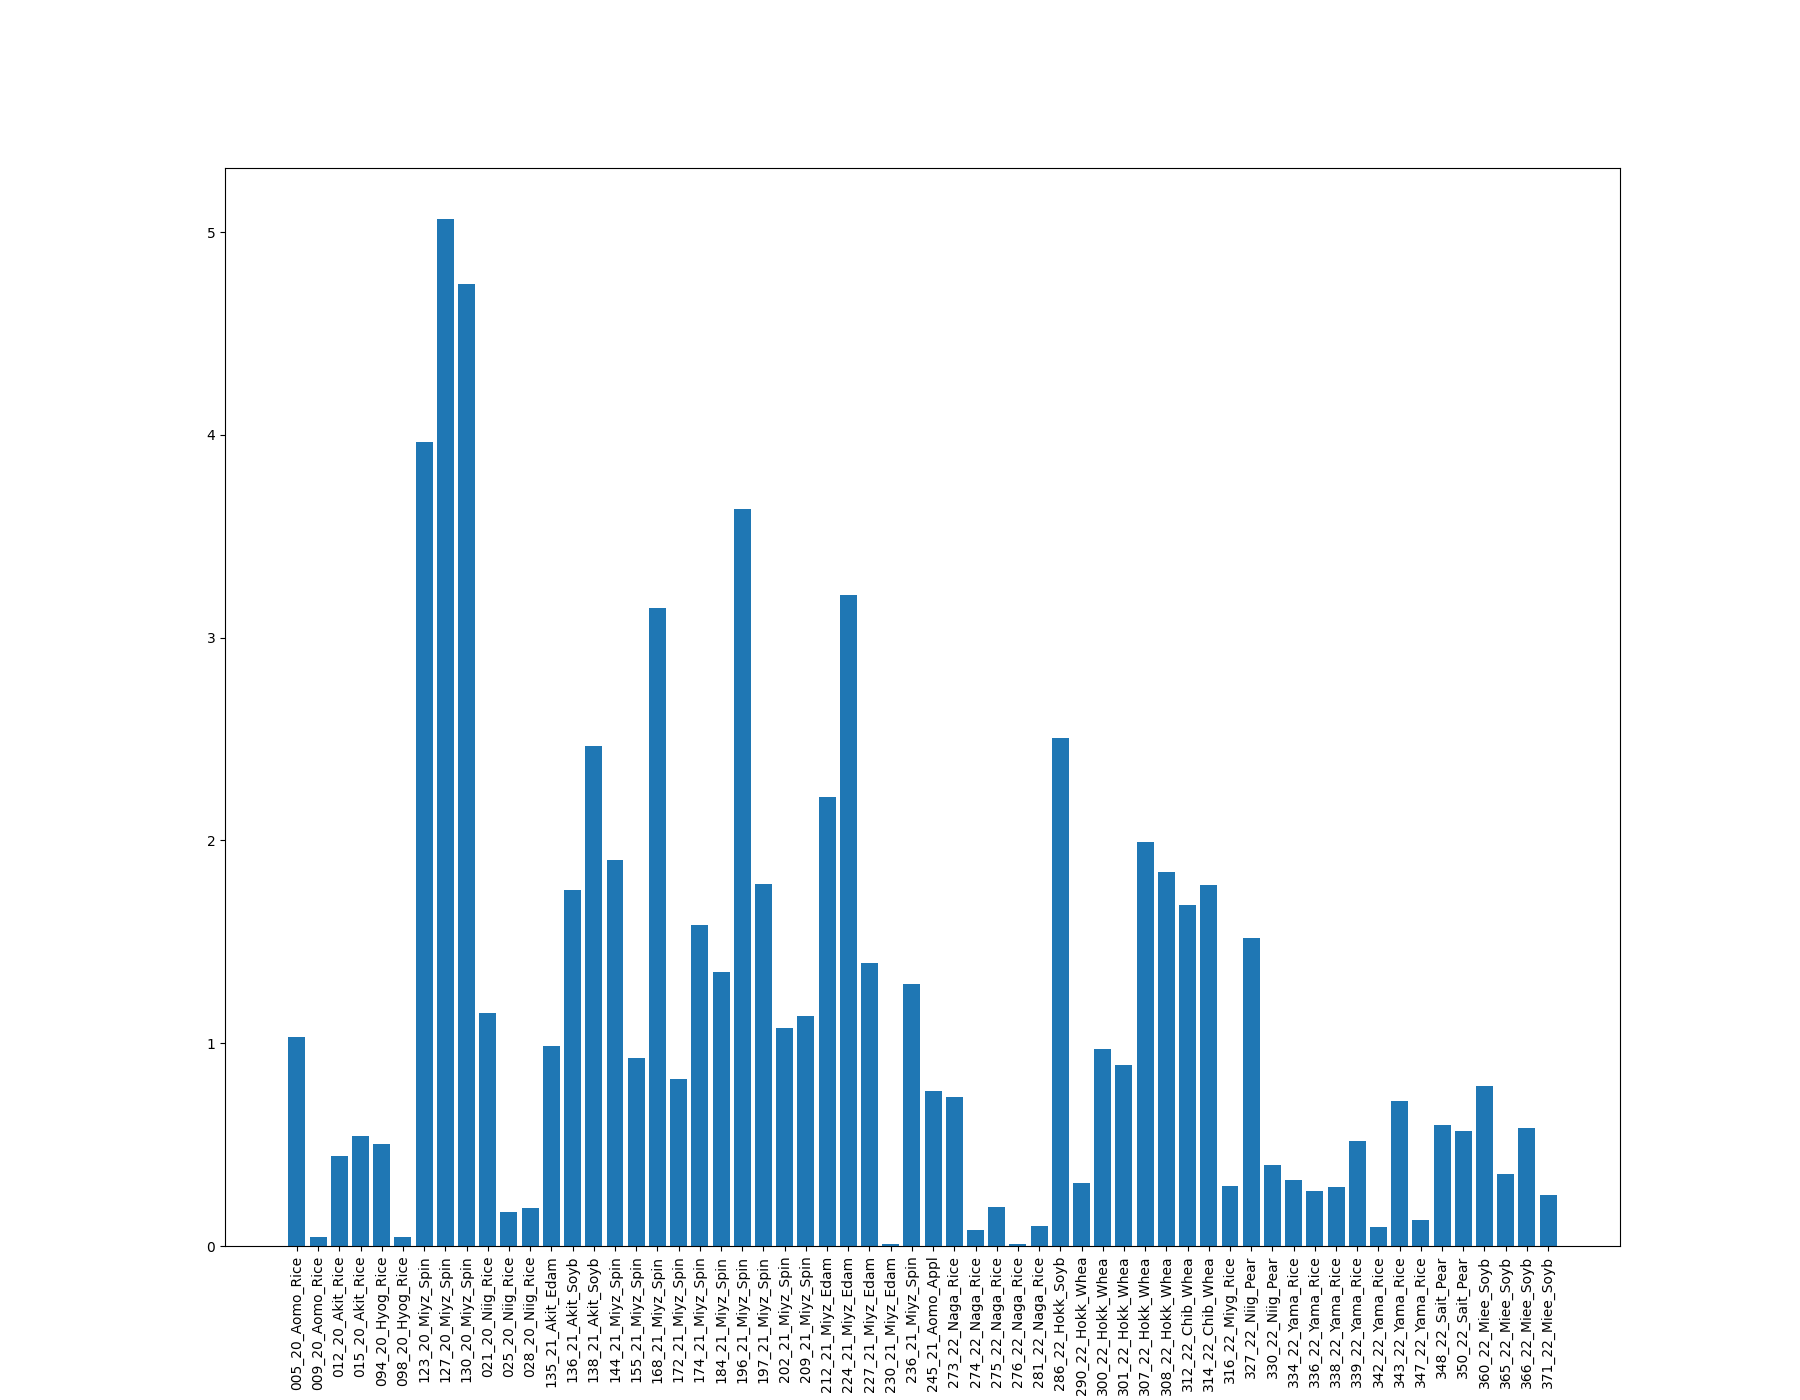 5
4
3
2
1
0
005_20_Aomo_Rice
009_20_Aomo_Rice
012_20_Akit_Rice
015_20_Akit_Rice
094_20_Hyog_Rice
098_20_Hyog_Rice
123_20_Miyz_Spin
127_20_Miyz_Spin
130_20_Miyz_Spin
021_20_Niig_Rice
025_20_Niig_Rice
028_20_Niig_Rice
135_21_Akit_Edam
136_21_Akit_Soyb
138_21_Akit_Soyb
144_21_Miyz_Spin
155_21_Miyz_Spin
168_21_Miyz_Spin
172_21_Miyz_Spin
174_21_Miyz_Spin
184_21_Miyz_Spin
196_21_Miyz_Spin
197_21_Miyz_Spin
202_21_Miyz_Spin
209_21_Miyz_Spin
212_21_Miyz_Edam
224_21_Miyz_Edam
227_21_Miyz_Edam
230_21_Miyz_Edam
236_21_Miyz_Spin
245_21_Aomo_Appl
273_22_Naga_Rice
274_22_Naga_Rice
275_22_Naga_Rice
276_22_Naga_Rice
281_22_Naga_Rice
286_22_Hokk_Soyb
290_22_Hokk_Whea
300_22_Hokk_Whea
301_22_Hokk_Whea
307_22_Hokk_Whea
308_22_Hokk_Whea
312_22_Chib_Whea
314_22_Chib_Whea
316_22_Miyg_Rice
327_22_Niig_Pear
330_22_Niig_Pear
334_22_Yama_Rice
336_22_Yama_Rice
338_22_Yama_Rice
339_22_Yama_Rice
342_22_Yama_Rice
343_22_Yama_Rice
347_22_Yama_Rice
348_22_Sait_Pear
350_22_Sait_Pear
360_22_Miee_Soyb
365_22_Miee_Soyb
366_22_Miee_Soyb
371_22_Miee_Soyb